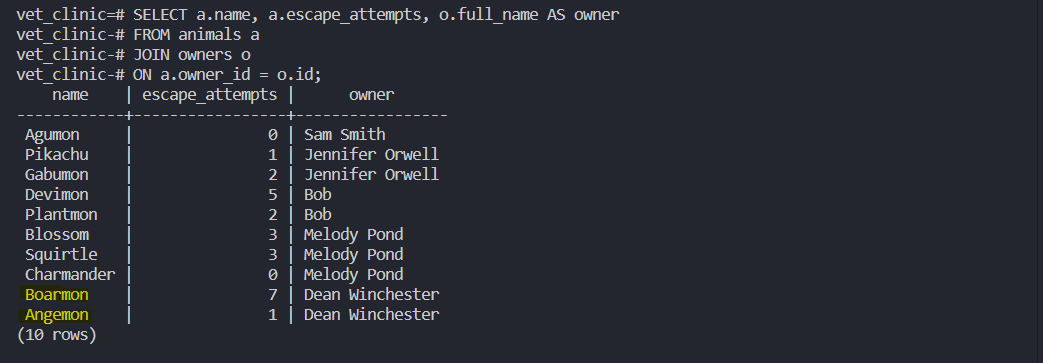 vet_clinic=# SELECT a.name, a.escape_attempts, o.full_name AS owner
vet_clinic-# FROM animals a
vet_clinic-# JOIN owners o
vet_clinic-# ON a.owner_id = o.id;
    name    | escape_attempts |      owner
------------+-----------------+-----------------
 Agumon     |               0 | Sam Smith
 Pikachu    |               1 | Jennifer Orwell
 Gabumon    |               2 | Jennifer Orwell
 Devimon    |               5 | Bob
 Plantmon   |               2 | Bob
 Blossom    |               3 | Melody Pond
 Squirtle   |               3 | Melody Pond
 Charmander |               0 | Melody Pond
 Boarmon    |               7 | Dean Winchester
 Angemon    |               1 | Dean Winchester
(10 rows)